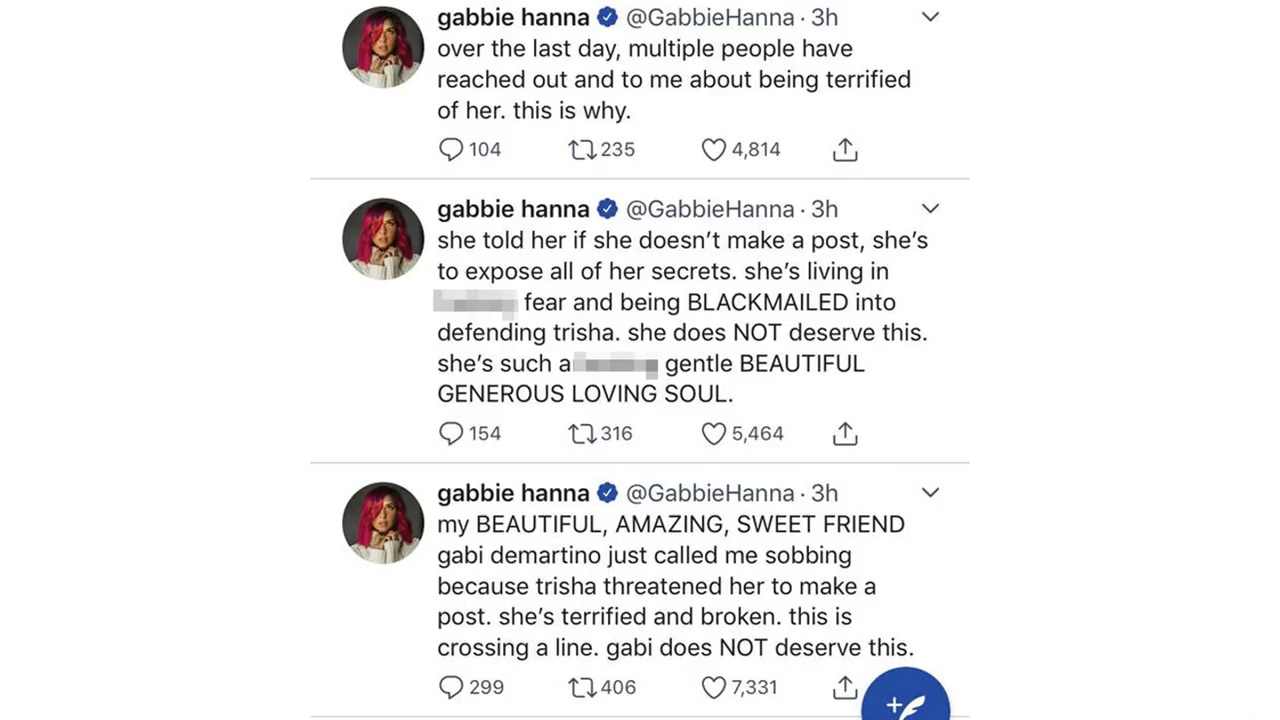 gabbie hanna @GabbieHanna · 3h
over the last day, multiple people have
reached out and to me about being terrified
of her. this is why.
104 235 4,814
gabbie hanna @GabbieHanna · 3h
she told her if she doesn't make a post, she's
to expose all of her secrets. she's living in
fear and being BLACKMAILED into
defending trisha. she does NOT deserve this.
she's such a gentle BEAUTIFUL
GENEROUS LOVING SOUL.
154 316 5,464
gabbie hanna @GabbieHanna · 3h
my BEAUTIFUL, AMAZING, SWEET FRIEND
gabi demartino just called me sobbing
because trisha threatened her to make a
post. she's terrified and broken. this is
crossing a line. gabi does NOT deserve this.
299 406 7,331